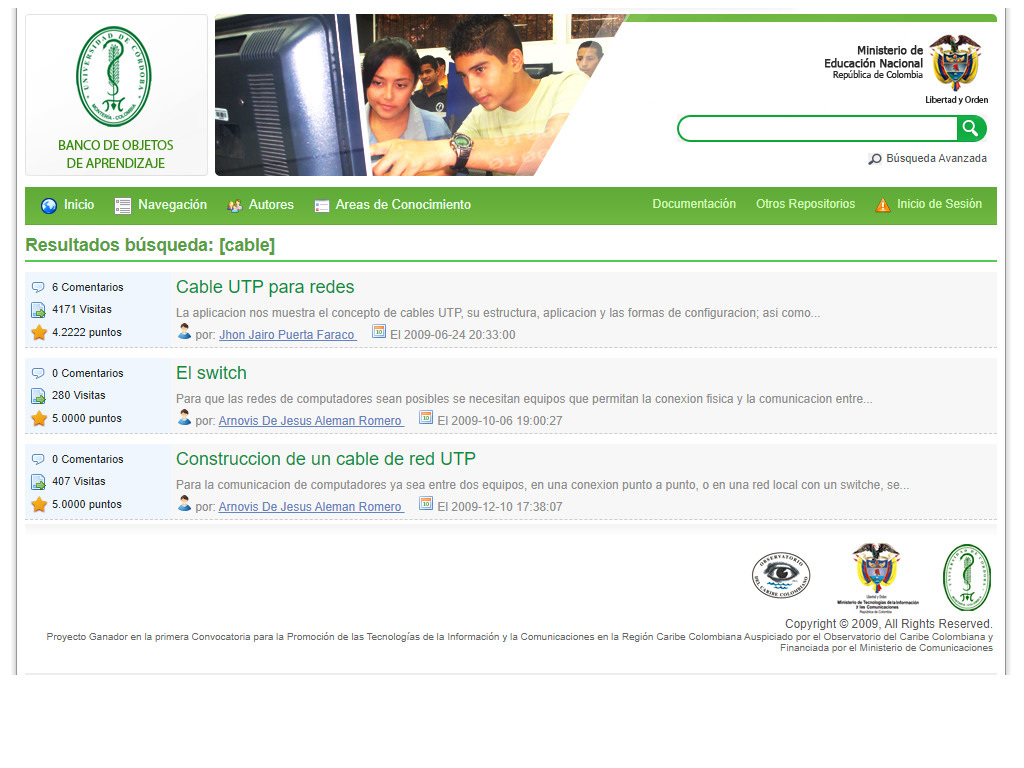 UNIVERSIDAD DE CÓRDOBA
MONTERÍA - COLOMBIA
BANCO DE OBJETOS
DE APRENDIZAJE
Ministerio de
Educación Nacional
República de Colombia
Libertad y Orden
Búsqueda Avanzada
Inicio
Navegación
Autores
Areas de Conocimiento
Documentación
Otros Repositorios
Inicio de Sesión
Resultados búsqueda: [cable]
6 Comentarios
4171 Visitas
4.2222 puntos
Cable UTP para redes
La aplicacion nos muestra el concepto de cables UTP, su estructura, aplicacion y las formas de configuracion; asi como...
por: Jhon Jairo Puerta Faraco El 2009-06-24 20:33:00
0 Comentarios
280 Visitas
5.0000 puntos
El switch
Para que las redes de computadores sean posibles se necesitan equipos que permitan la conexion fisica y la comunicacion entre...
por: Arnovis De Jesus Aleman Romero El 2009-10-06 19:00:27
0 Comentarios
407 Visitas
5.0000 puntos
Construccion de un cable de red UTP
Para la comunicacion de computadores ya sea entre dos equipos, en una conexion punto a punto, o en una red local con un switche, se...
por: Arnovis De Jesus Aleman Romero El 2009-12-10 17:38:07
OBSERVATORIO
DEL CARIBE COLOMBIANO
Libertad y Orden
Ministerio de Tecnologías de la Información
y las Comunicaciones
República de Colombia
UNIVERSIDAD DE CÓRDOBA
Copyright © 2009, All Rights Reserved.
Proyecto Ganador en la primera Convocatoria para la Promoción de las Tecnologías de la Información y la Comunicaciones en la Región Caribe Colombiana Auspiciado por el Observatorio del Caribe Colombiana y
Financiada por el Ministerio de Comunicaciones